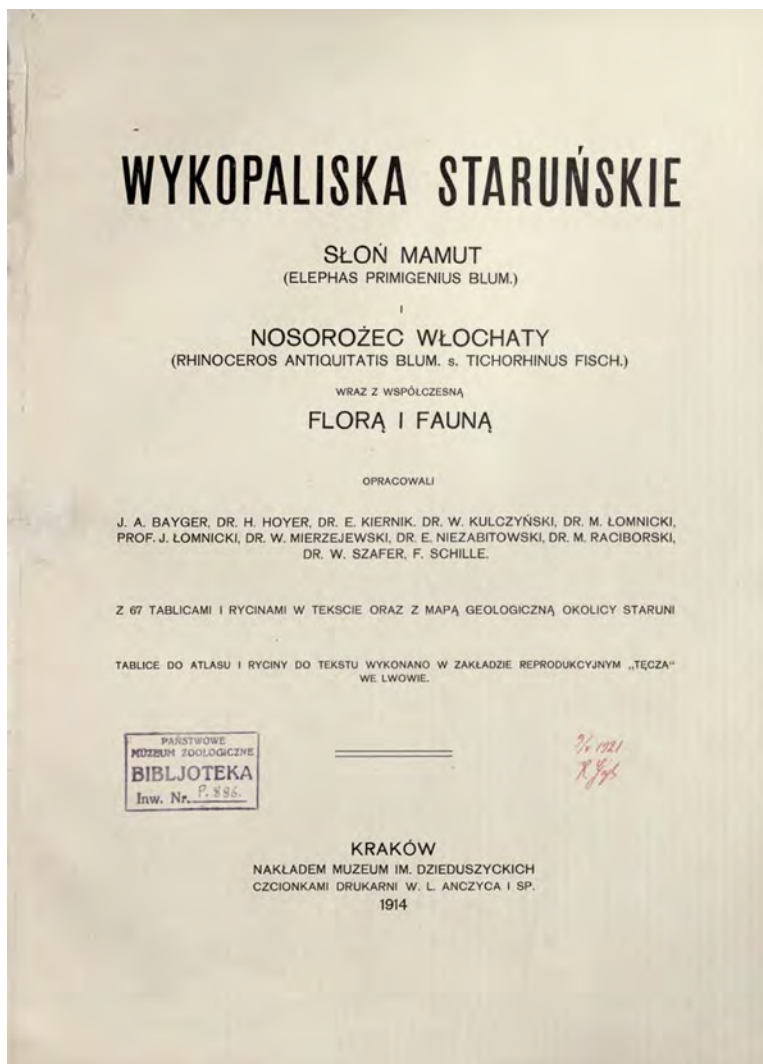 WYKOPALISKA STARUŃSKIE
SŁOŃ MAMUT
(ELEPHAS PRIMIGENIUS BLUM.)
I
NOSOROŻEC WŁOCHATY
(RHINOCEROS ANTIQUITATIS BLUM. s. TICHORHINUS FISCH.)
WRAZ Z WSPÓŁCZESNĄ
FLORĄ I FAUNĄ
OPRACOWALI
J. A. BAYGER, DR. H. HOYER, DR. E. KIERNIK. DR. W. KULCZYŃSKI, DR. M. ŁOMNICKI,
PROF. J. ŁOMNICKI, DR. W. MIERZEJEWSKI, DR. E. NIEZABITOWSKI, DR. M. RACIBORSKI,
DR. W. SZAFER, F. SCHILLE.
Z 67 TABLICAMI I RYCINAMI W TEKSCIE ORAZ Z MAPĄ GEOLOGICZNĄ OKOLICY STARUNI
TABLICE DO ATLASU I RYCINY DO TEKSTU WYKONANO W ZAKŁADZIE REPRODUKCYJNYM „TĘCZA“
WE LWOWIE.
PAŃSTWOWE
MUZEUM ZOOLOGICZNE
BIBLJOTEKA
Inw. Nr. P. 886.
1921
KRAKÓW
NAKŁADEM MUZEUM IM. DZIEDUSZYCKICH
CZCIONKAMI DRUKARNI W. L. ANCZYCA I SP.
1914